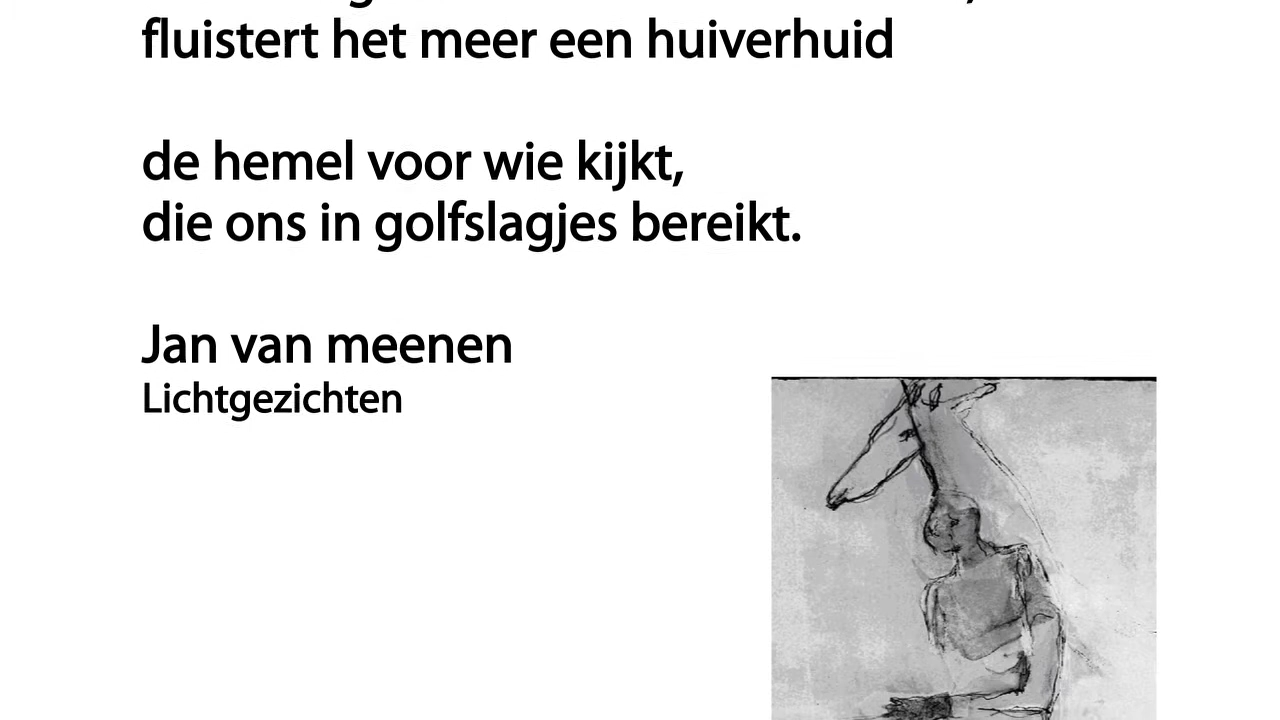 fluistert het meer een huiverhuid
de hemel voor wie kijkt,
die ons in golfslagjes bereikt.
Jan van meenen
Lichtgezichten